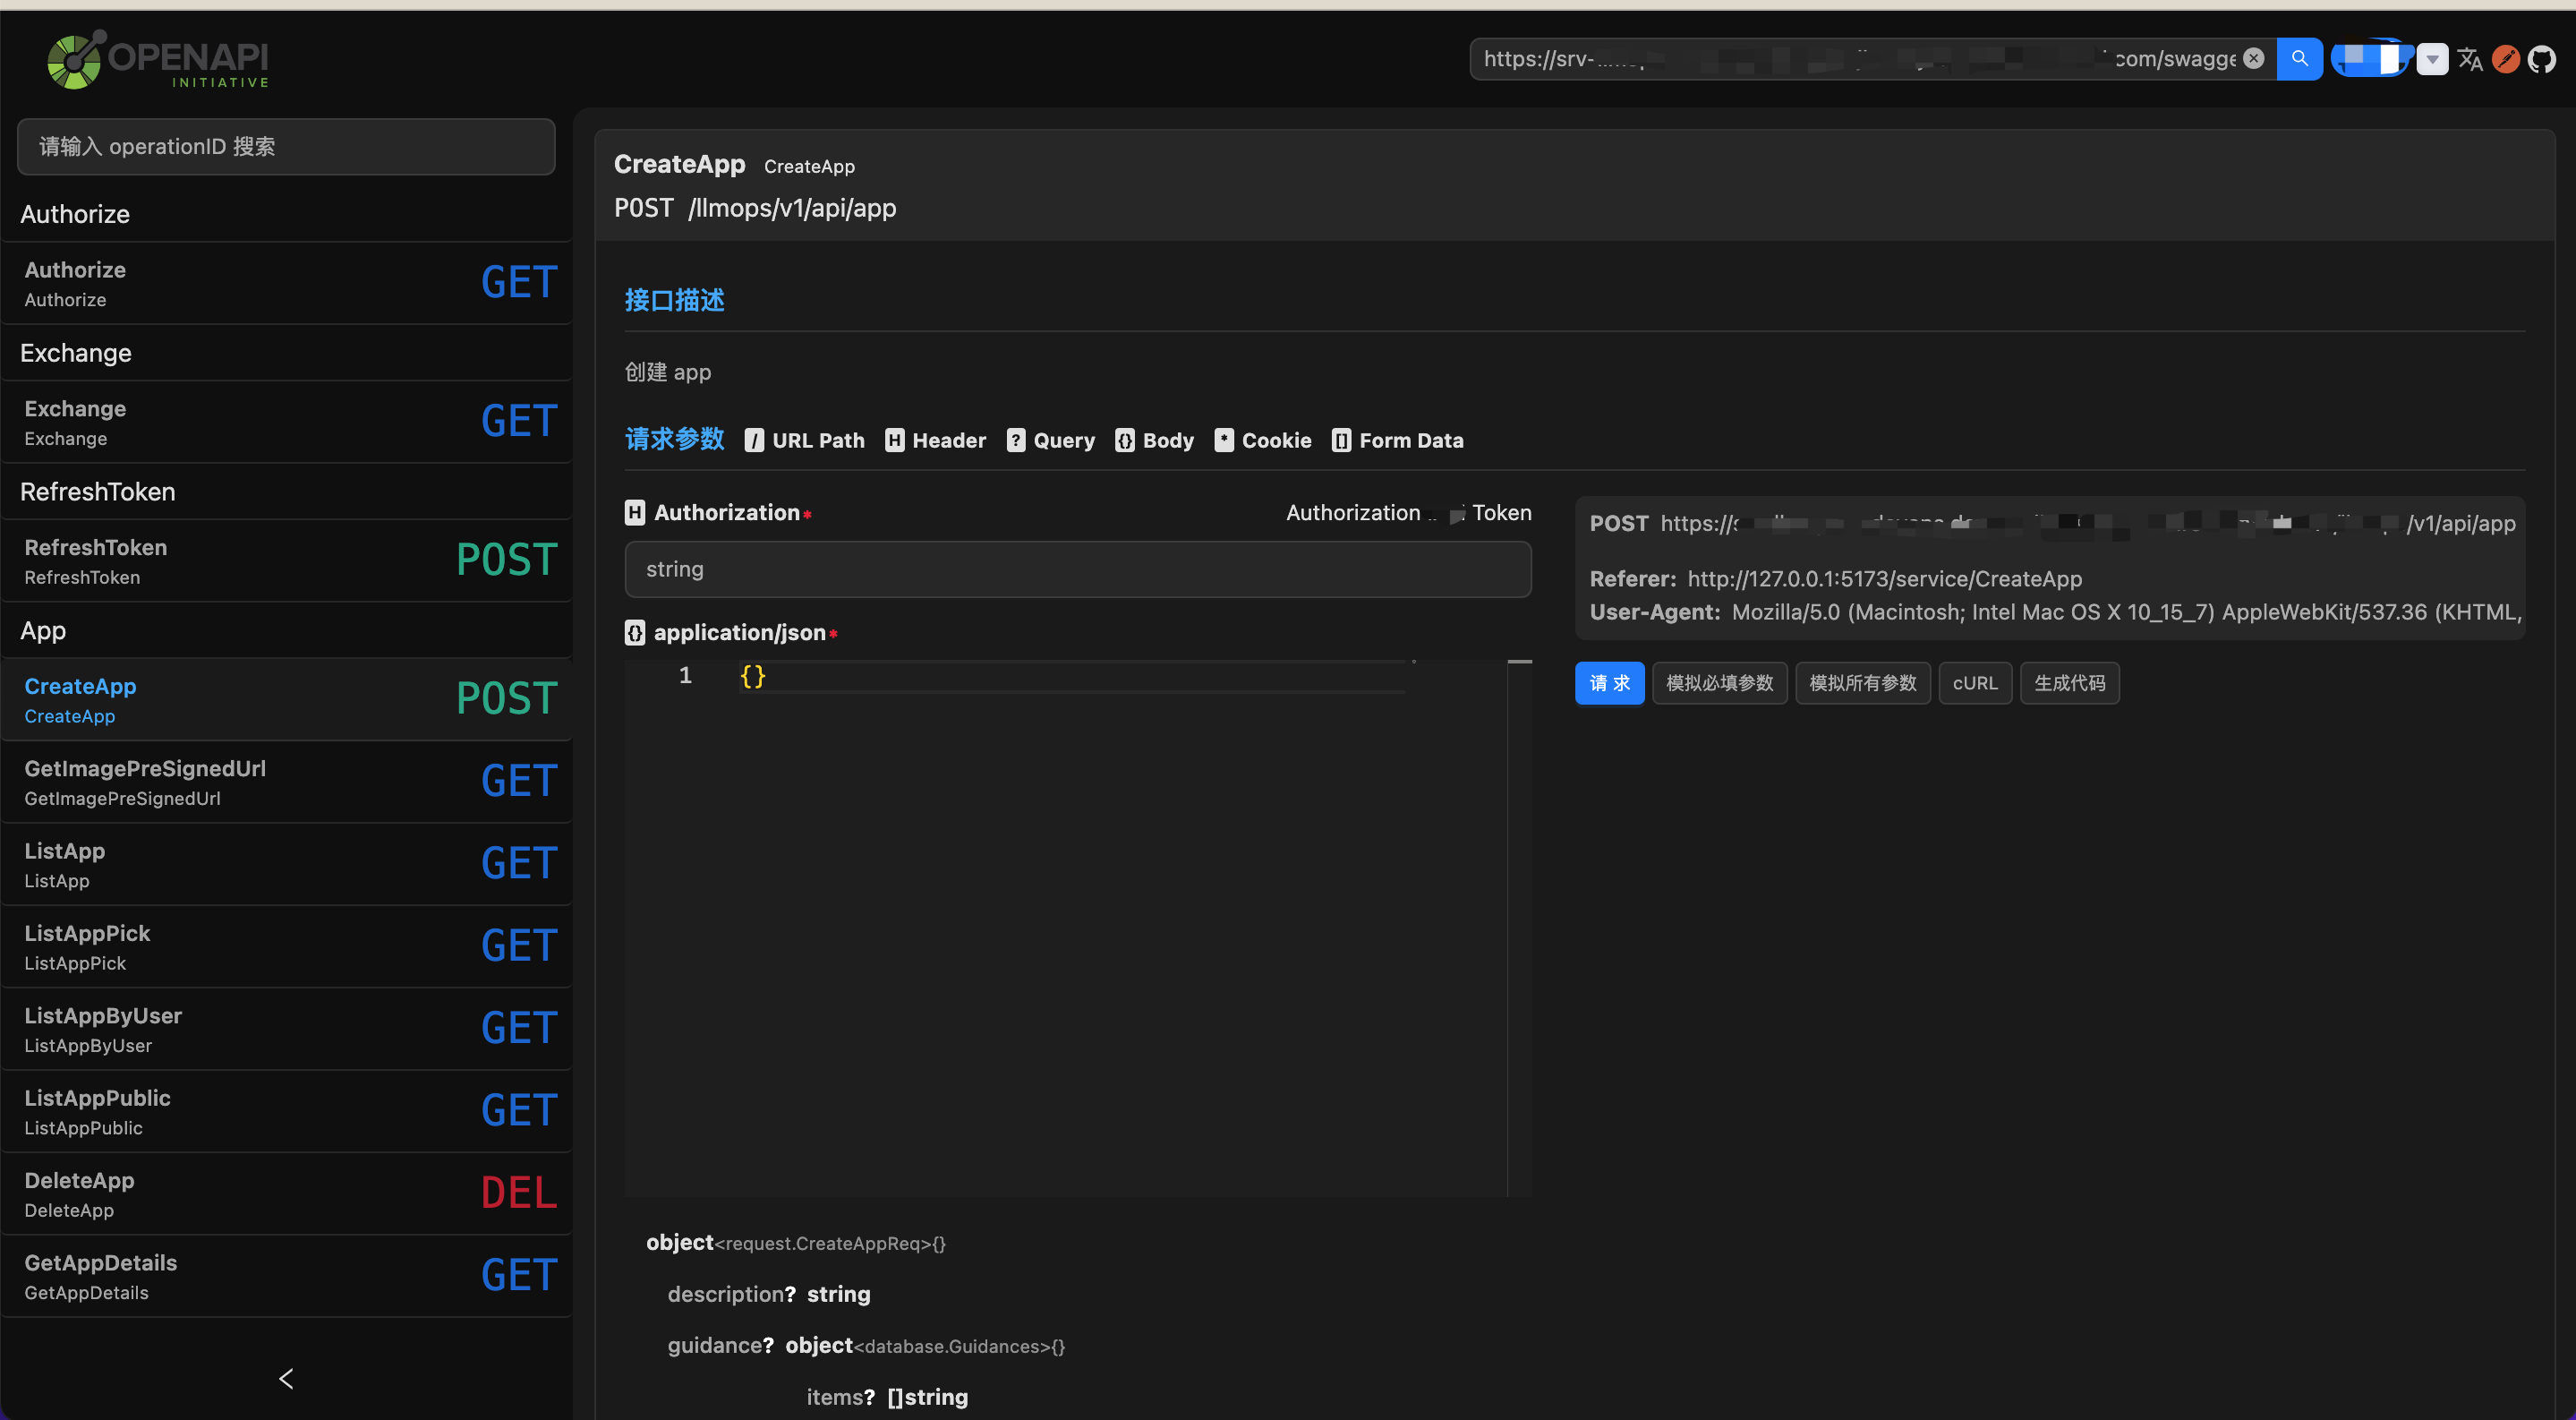 OPENAPI
INITIATIVE
https://srv-
com/swagge
请输入 operationID 搜索
Authorize
Authorize
Authorize
GET
Exchange
Exchange
Exchange
GET
RefreshToken
RefreshToken
RefreshToken
POST
App
CreateApp
CreateApp
POST
GetImagePreSignedUrl
GetImagePreSignedUrl
GET
ListApp
ListApp
GET
ListAppPick
ListAppPick
GET
ListAppByUser
ListAppByUser
GET
ListAppPublic
ListAppPublic
GET
DeleteApp
DeleteApp
DEL
GetAppDetails
GetAppDetails
GET
CreateApp CreateApp
POST /llmops/v1/api/app
接口描述
创建 app
请求参数 / URL Path H Header ? Query {} Body * Cookie [] Form Data
H Authorization* Authorization Token
string
{} application/json*
1 {}
object<request.CreateAppReq>{}
description? string
guidance? object<database.Guidances>{}
items? []string
POST https:// /v1/api/app
Referer: http://127.0.0.1:5173/service/CreateApp
User-Agent: Mozilla/5.0 (Macintosh; Intel Mac OS X 10_15_7) AppleWebKit/537.36 (KHTML,
请 求 模拟必填参数 模拟所有参数 cURL 生成代码